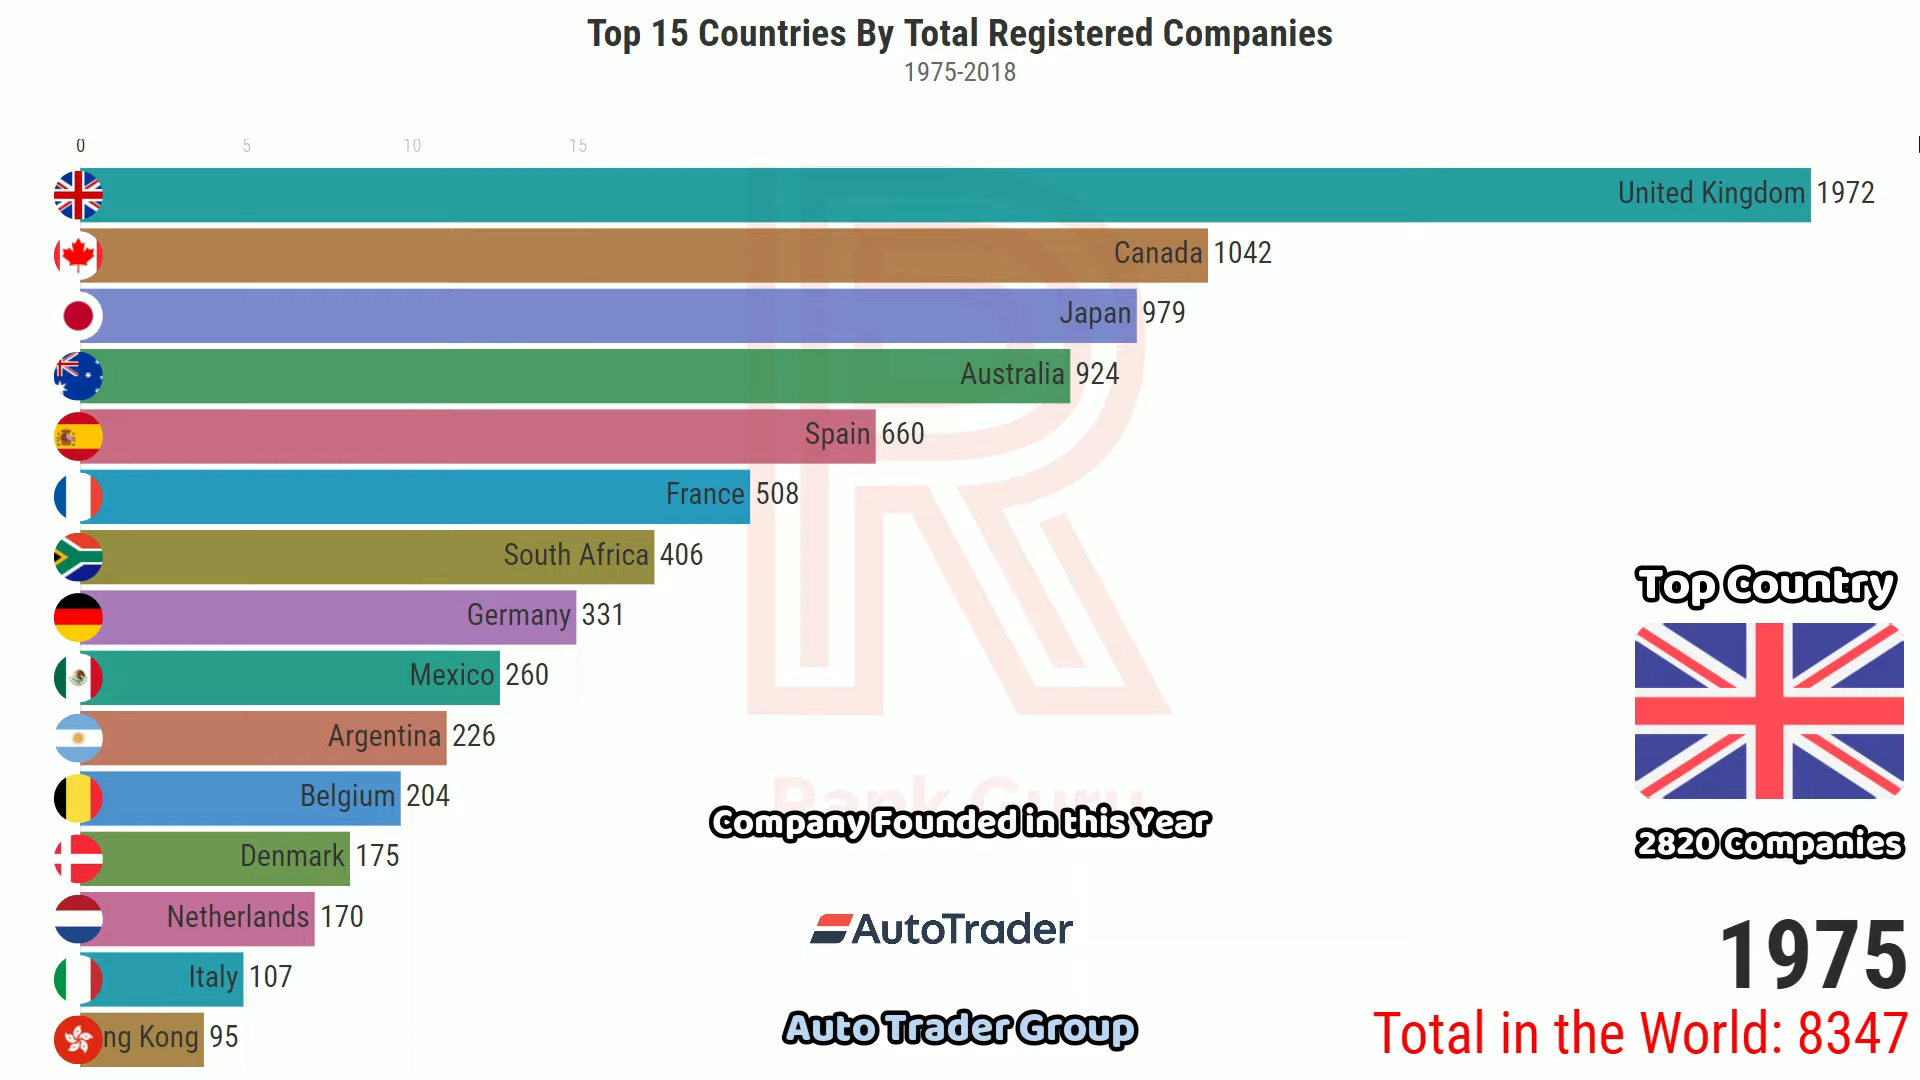 Top 15 Countries By Total Registered Companies
1975-2018
0 5 10 15
United Kingdom 1972
Canada 1042
Japan 979
Australia 924
Spain 660
France 508
South Africa 406
Germany 331
Mexico 260
Argentina 226
Belgium 204
Denmark 175
Netherlands 170
Italy 107
ng Kong 95
Rank Guru
Company Founded in this Year
AutoTrader
Auto Trader Group
Top Country
2820 Companies
1975
Total in the World: 8347